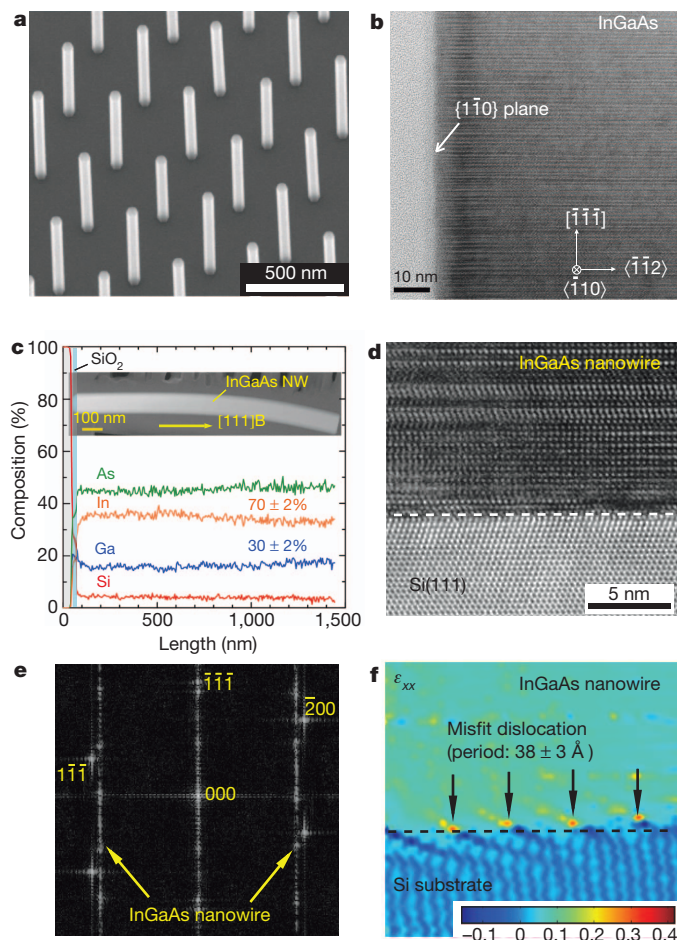 a
500 nm
b
InGaAs
{11̄0} plane
[1̄1̄1̄]
⟨1̄1̄2⟩
⟨1̄10⟩
10 nm
c
100
80
60
40
20
0
Composition (%)
SiO₂
InGaAs NW
100 nm
[111]B
As
In
70 ± 2%
Ga
30 ± 2%
Si
0
500
1,000
1,500
Length (nm)
d
InGaAs nanowire
Si(111)
5 nm
e
1̄1̄1̄
2̄00
11̄1̄
000
InGaAs nanowire
f
εxx
InGaAs nanowire
Misfit dislocation
(period: 38 ± 3 Å )
Si substrate
−0.1 0 0.1 0.2 0.3 0.4